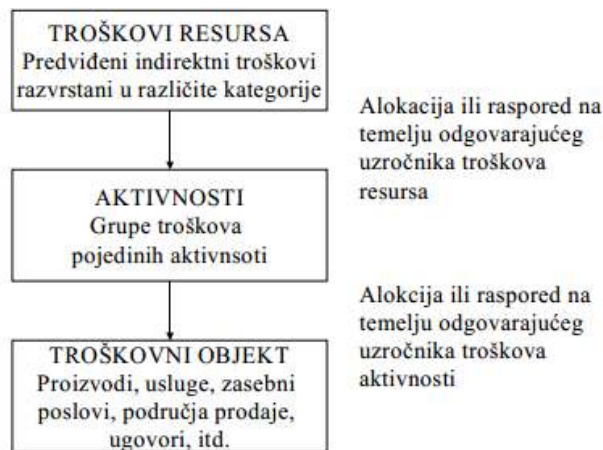 TROŠKOVI RESURSA
Predviđeni indirektni troškovi
razvrstani u različite kategorije
Alokacija ili raspored na
temelju odgovarajućeg
uzročnika troškova
resursa
AKTIVNOSTI
Grupe troškova
pojedinih aktivnsoti
Alokcija ili raspored na
temelju odgovarajućeg
uzročnika troškova
aktivnosti
TROŠKOVNI OBJEKT
Proizvodi, usluge, zasebni
poslovi, područja prodaje,
ugovori, itd.